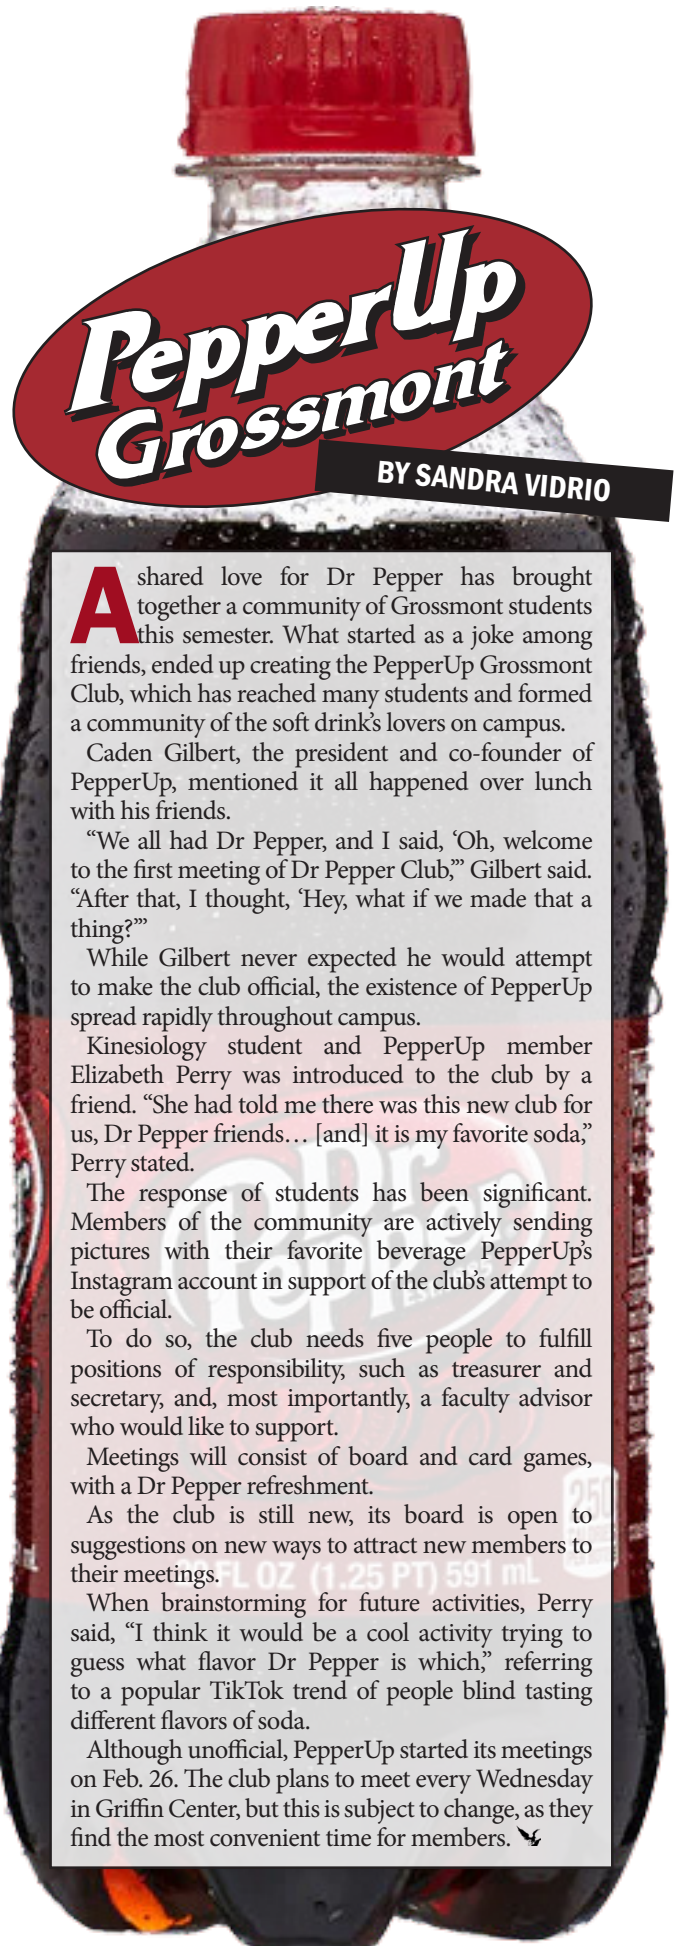 PepperUp
Grossmont
BY SANDRA VIDRIO
A shared love for Dr Pepper has brought
together a community of Grossmont students
this semester. What started as a joke among
friends, ended up creating the PepperUp Grossmont
Club, which has reached many students and formed
a community of the soft drink’s lovers on campus.
Caden Gilbert, the president and co-founder of
PepperUp, mentioned it all happened over lunch
with his friends.
“We all had Dr Pepper, and I said, ‘Oh, welcome
to the first meeting of Dr Pepper Club,’” Gilbert said.
“After that, I thought, ‘Hey, what if we made that a
thing?’”
While Gilbert never expected he would attempt
to make the club official, the existence of PepperUp
spread rapidly throughout campus.
Kinesiology student and PepperUp member
Elizabeth Perry was introduced to the club by a
friend. “She had told me there was this new club for
us, Dr Pepper friends… [and] it is my favorite soda,”
Perry stated.
The response of students has been significant.
Members of the community are actively sending
pictures with their favorite beverage PepperUp’s
Instagram account in support of the club’s attempt to
be official.
To do so, the club needs five people to fulfill
positions of responsibility, such as treasurer and
secretary, and, most importantly, a faculty advisor
who would like to support.
Meetings will consist of board and card games,
with a Dr Pepper refreshment.
As the club is still new, its board is open to
suggestions on new ways to attract new members to
their meetings.
When brainstorming for future activities, Perry
said, “I think it would be a cool activity trying to
guess what flavor Dr Pepper is which,” referring
to a popular TikTok trend of people blind tasting
different flavors of soda.
Although unofficial, PepperUp started its meetings
on Feb. 26. The club plans to meet every Wednesday
in Griffin Center, but this is subject to change, as they
find the most convenient time for members.
Dr
Pepper
250
FL OZ (1.25 PT) 591 mL